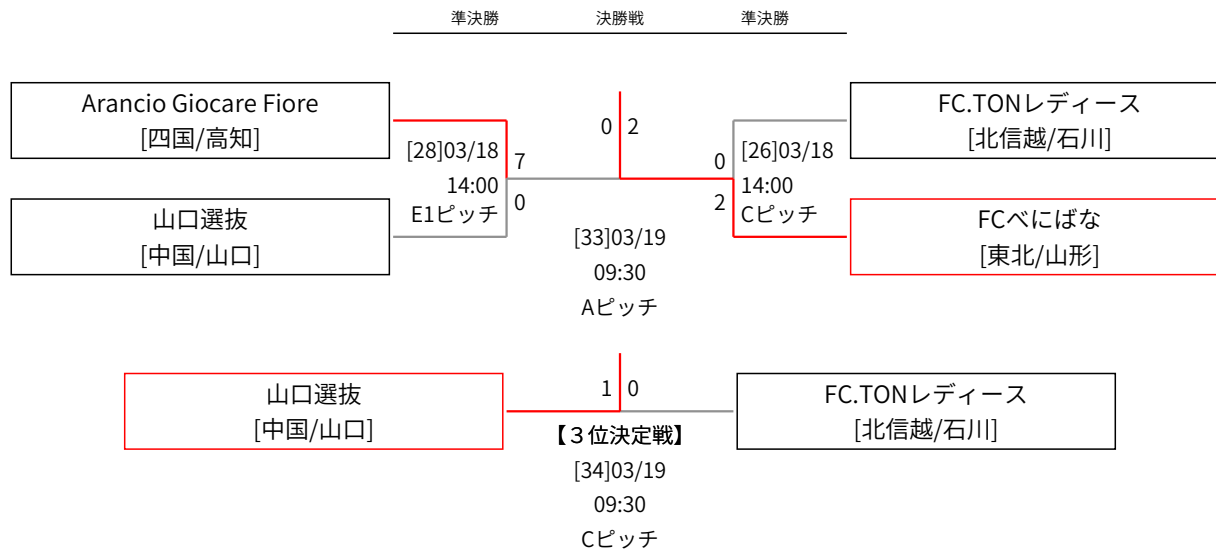 準決勝 決勝戦 準決勝
Arancio Giocare Fiore
[四国/高知]
山口選抜
[中国/山口]
[28]03/18
14:00
E1ピッチ
7
0
0 2
[33]03/19
09:30
Aピッチ
0
2
[26]03/18
14:00
Cピッチ
FC.TONレディース
[北信越/石川]
FCべにばな
[東北/山形]
山口選抜
[中国/山口]
1 0
【３位決定戦】
[34]03/19
09:30
Cピッチ
FC.TONレディース
[北信越/石川]